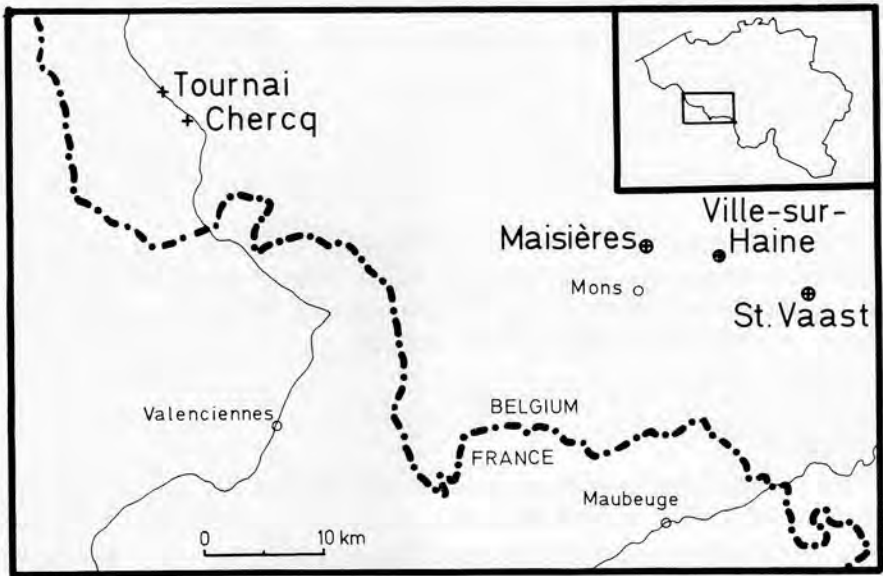 Tournai
Chercq
Ville-sur-
Haine
Maisières
Mons
St. Vaast
Valenciennes
BELGIUM
FRANCE
Maubeuge
0 10 km